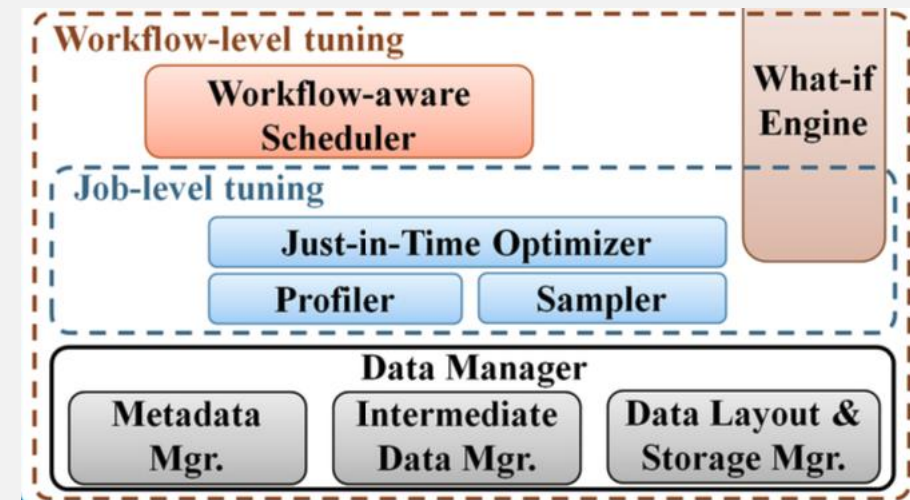 Workflow-level tuning
Workflow-aware
Scheduler
What-if
Engine
Job-level tuning
Just-in-Time Optimizer
Profiler
Sampler
Data Manager
Metadata
Mgr.
Intermediate
Data Mgr.
Data Layout &
Storage Mgr.